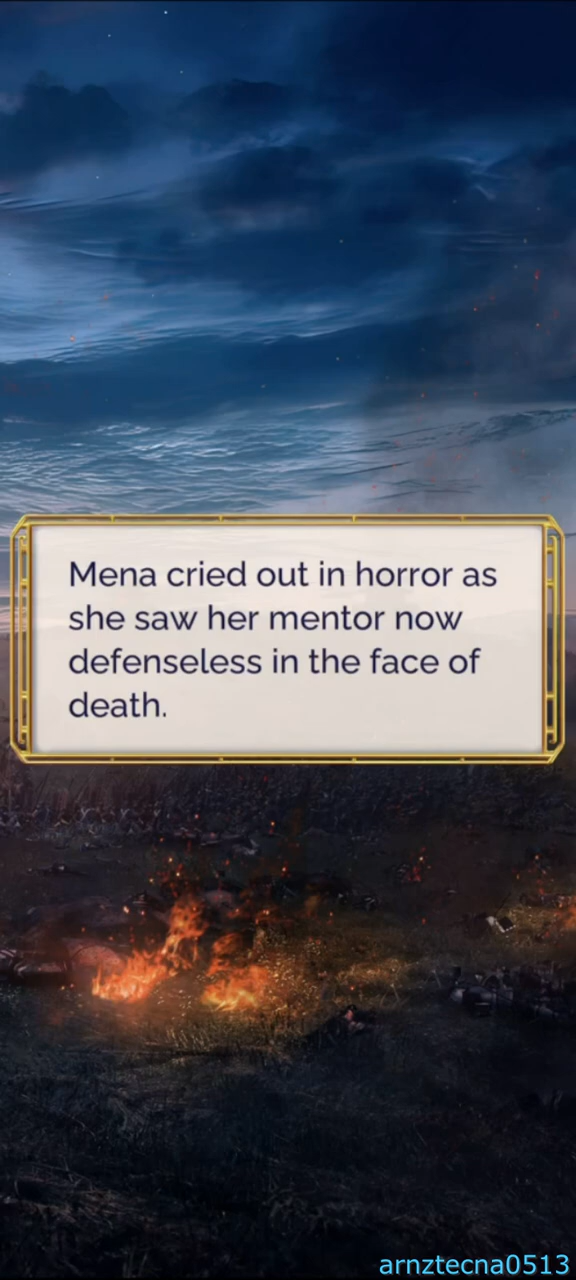 Mena cried out in horror as
she saw her mentor now
defenseless in the face of
death.
arnztecna0513